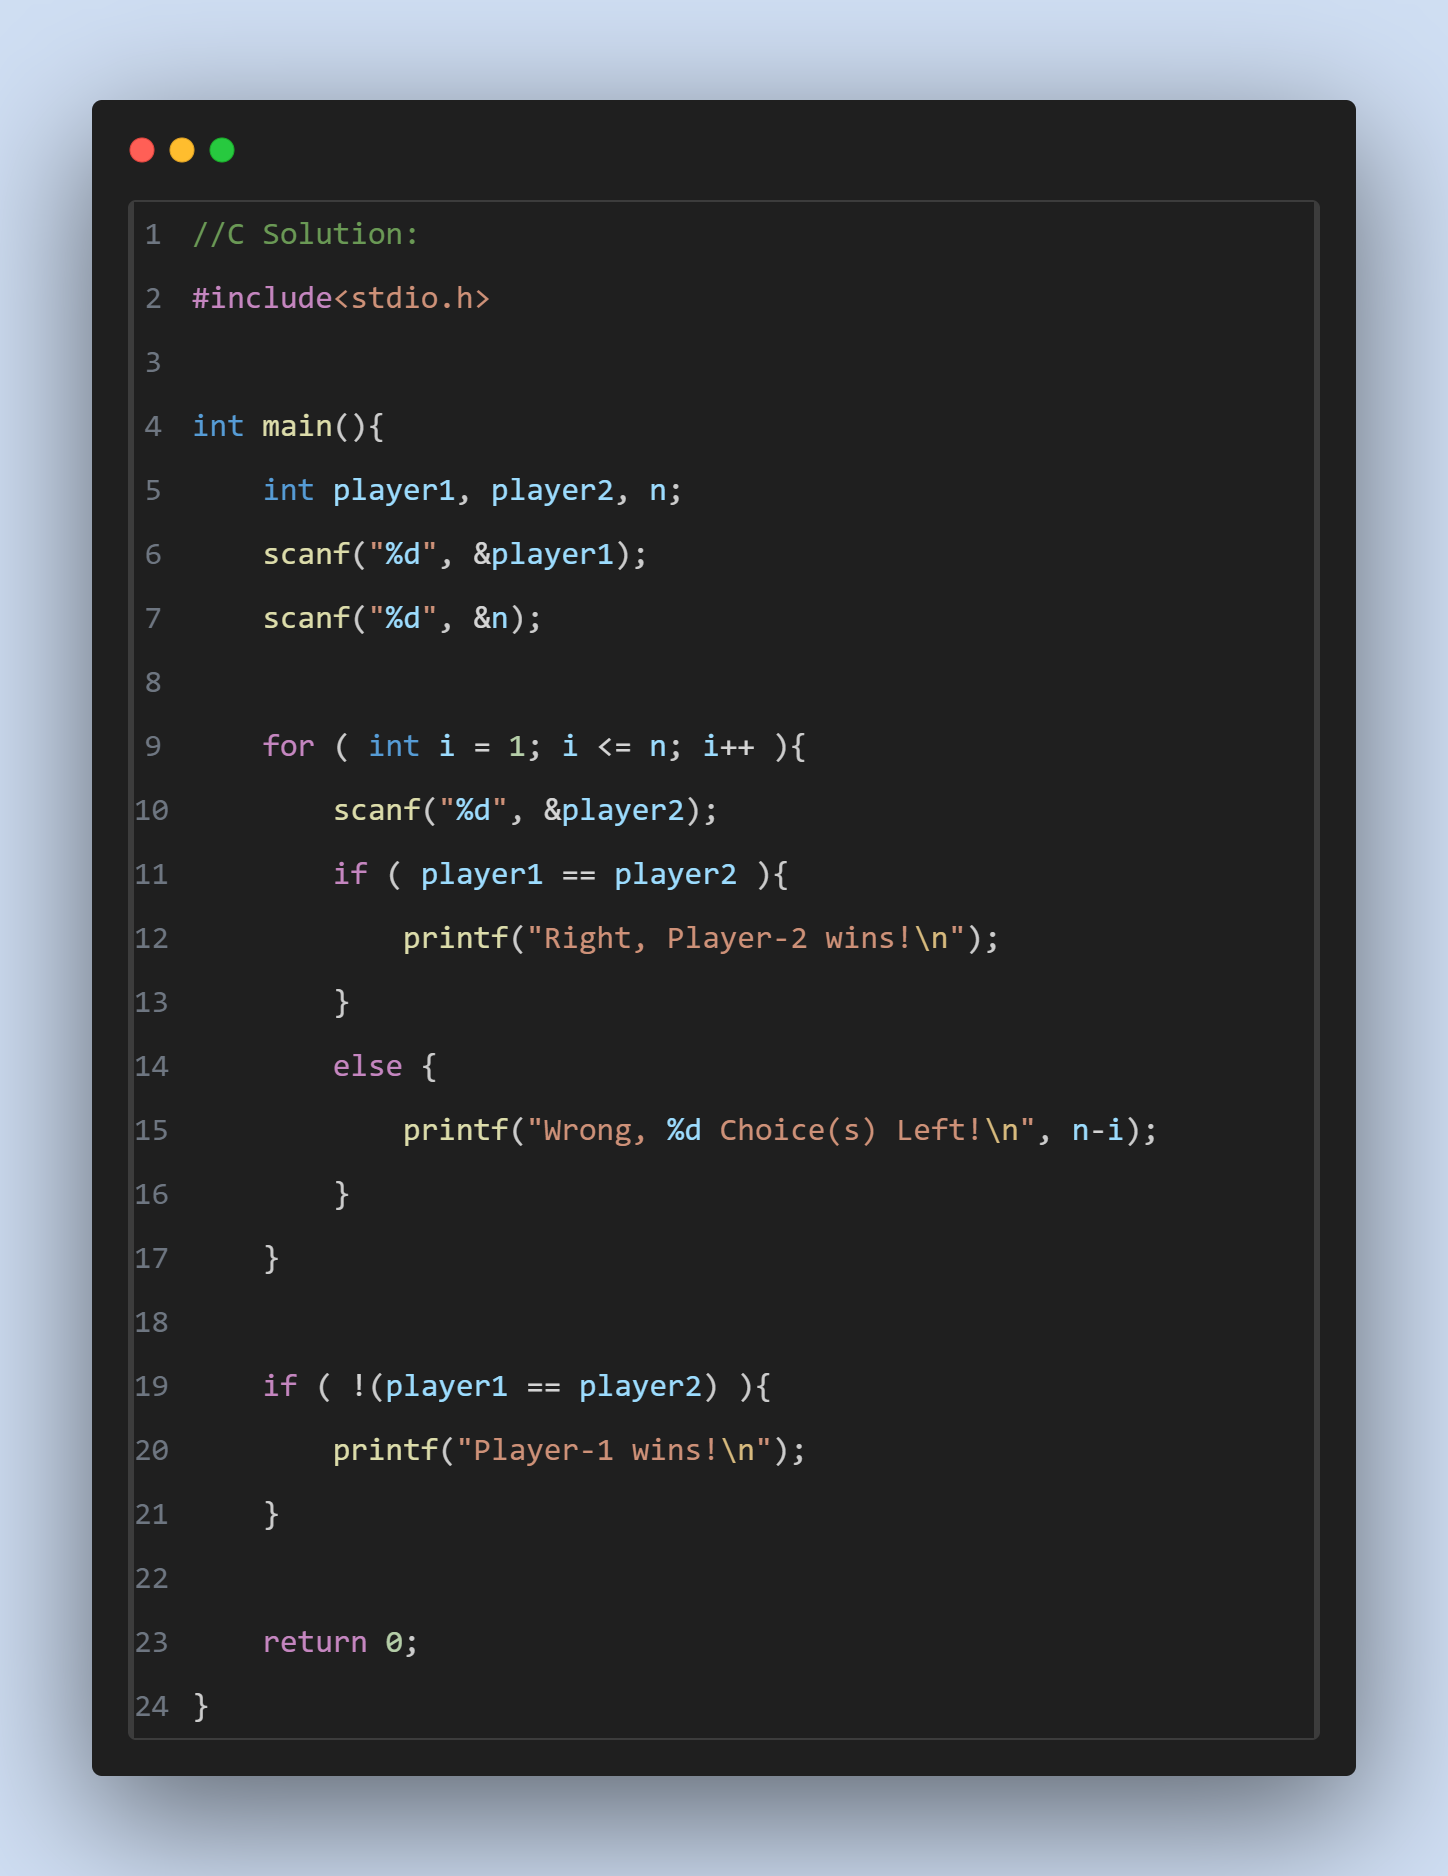 1 //C Solution:
2 #include<stdio.h>
3
4 int main(){
5     int player1, player2, n;
6     scanf("%d", &player1);
7     scanf("%d", &n);
8
9     for ( int i = 1; i <= n; i++ ){
10         scanf("%d", &player2);
11         if ( player1 == player2 ){
12             printf("Right, Player-2 wins!\n");
13         }
14         else {
15             printf("Wrong, %d Choice(s) Left!\n", n-i);
16         }
17     }
18
19     if ( !(player1 == player2) ){
20         printf("Player-1 wins!\n");
21     }
22
23     return 0;
24 }